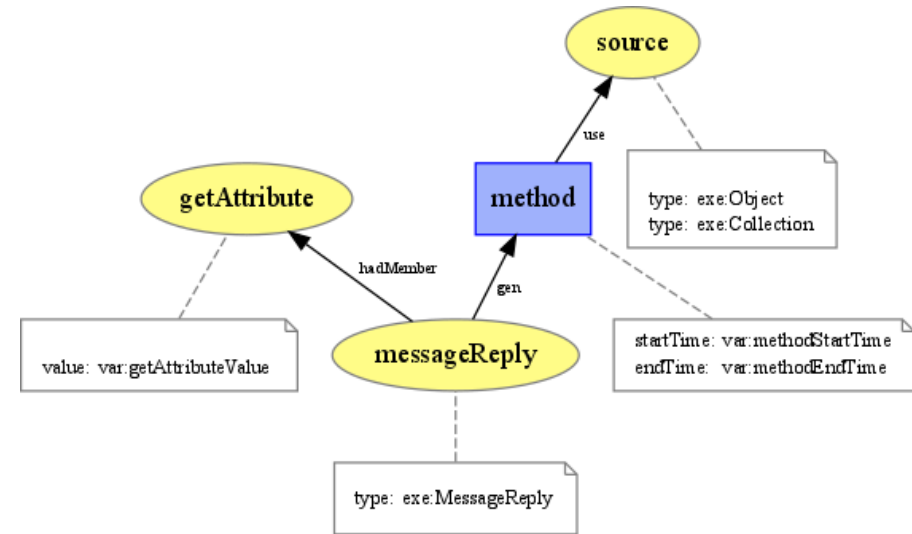 source
use
method
type: exe:Object
type: exe:Collection
getAttribute
hadMember
gen
value: var:getAttributeValue
messageReply
startTime: var:methodStartTime
endTime: var:methodEndTime
type: exe:MessageReply